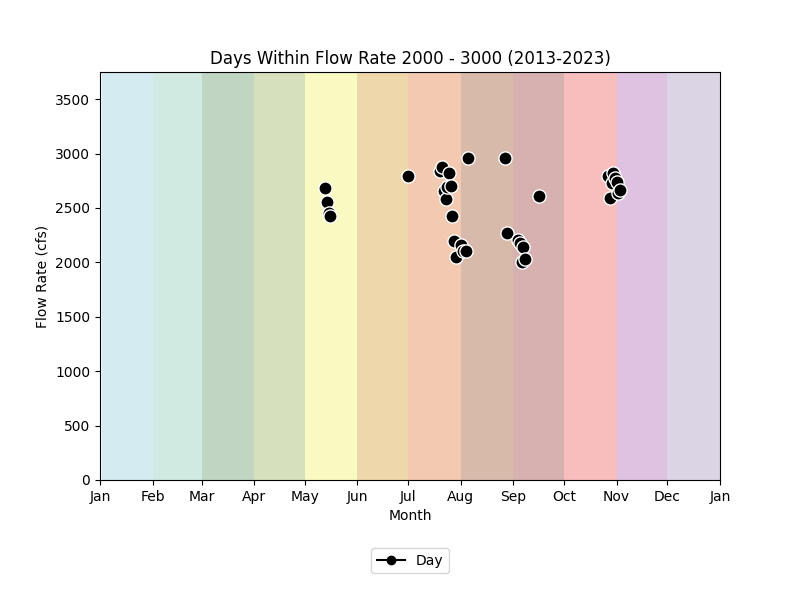 Days Within Flow Rate 2000 - 3000 (2013-2023)
Flow Rate (cfs)
3500
3000
2500
2000
1500
1000
500
0
Jan Feb Mar Apr May Jun Jul Aug Sep Oct Nov Dec Jan
Month
Day